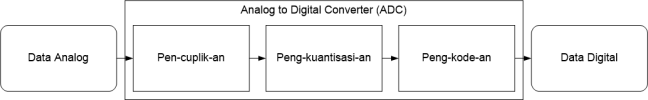 Analog to Digital Converter (ADC)
Data Analog
Pen-cuplik-an
Peng-kuantisasi-an
Peng-kode-an
Data Digital